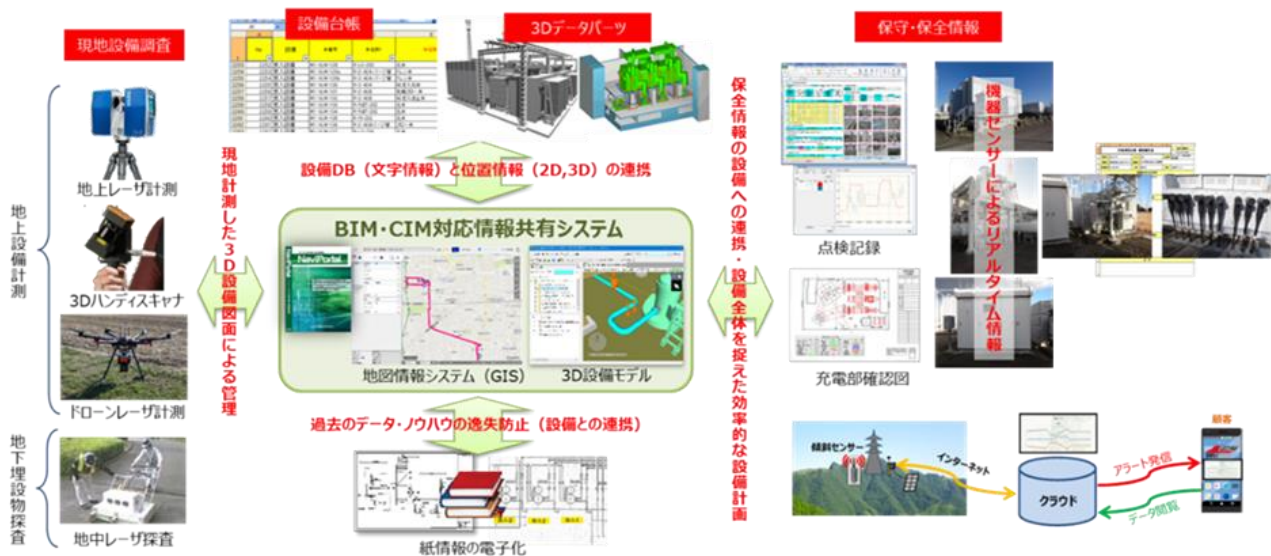 現地設備調査
設備台帳
3Dデータパーツ
保守・保全情報
地上設備計測
地上レーザ計測
3Dハンディスキャナ
ドローンレーザ計測
地下埋設物探査
地中レーザ探査
現地計測した3D設備図面による管理
設備DB(文字情報)と位置情報(2D,3D)の連携
BIM・CIM対応情報共有システム
NaviPortal
地図情報システム(GIS)
3D設備モデル
過去のデータ・ノウハウの逸失防止(設備との連携)
紙情報の電子化
保全情報の設備への連携・設備全体を捉えた効率的な設備計画
点検記録
充電部確認図
機器センサーによるリアルタイム情報
傾斜センサー
インターネット
クラウド
アラート発信
データ閲覧
顧客